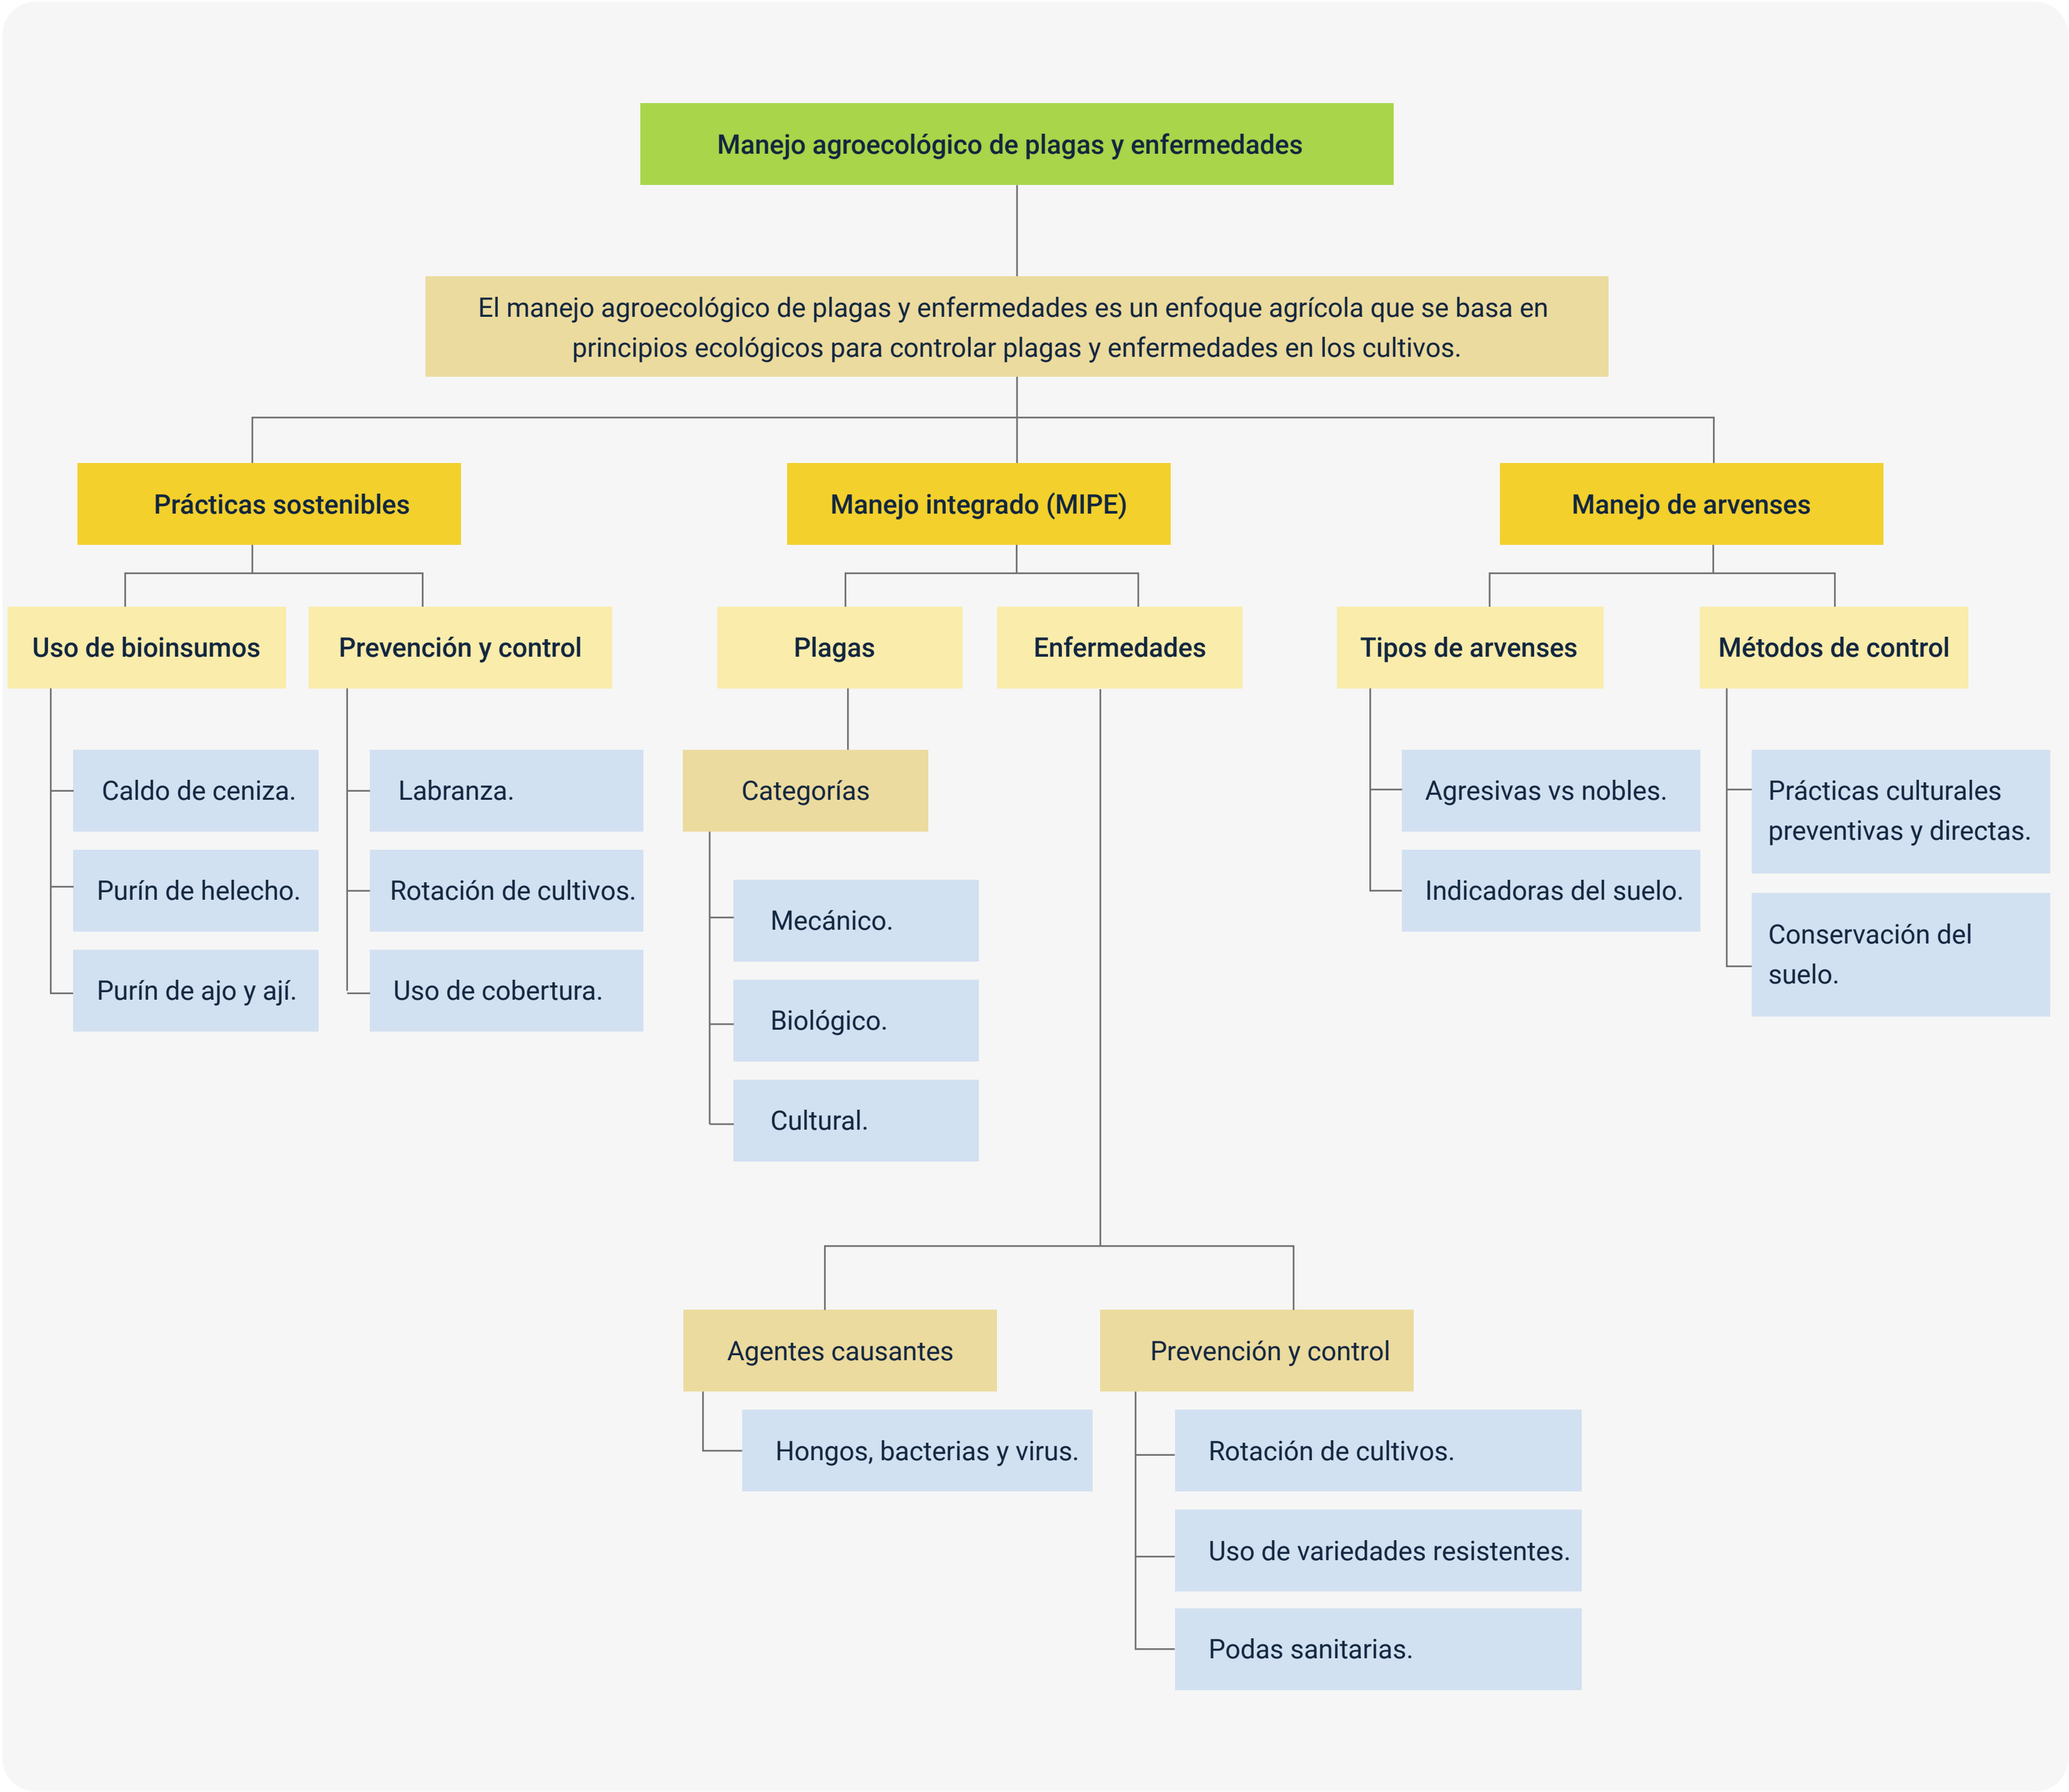 Manejo agroecológico de plagas y enfermedades
El manejo agroecológico de plagas y enfermedades es un enfoque agrícola que se basa en
principios ecológicos para controlar plagas y enfermedades en los cultivos.
Prácticas sostenibles
Uso de bioinsumos
Caldo de ceniza.
Purín de helecho.
Purín de ajo y ají.
Prevención y control
Labranza.
Rotación de cultivos.
Uso de cobertura.
Manejo integrado (MIPE)
Plagas
Categorías
Mecánico.
Biológico.
Cultural.
Enfermedades
Agentes causantes
Hongos, bacterias y virus.
Prevención y control
Rotación de cultivos.
Uso de variedades resistentes.
Podas sanitarias.
Manejo de arvenses
Tipos de arvenses
Agresivas vs nobles.
Indicadoras del suelo.
Métodos de control
Prácticas culturales
preventivas y directas.
Conservación del
suelo.